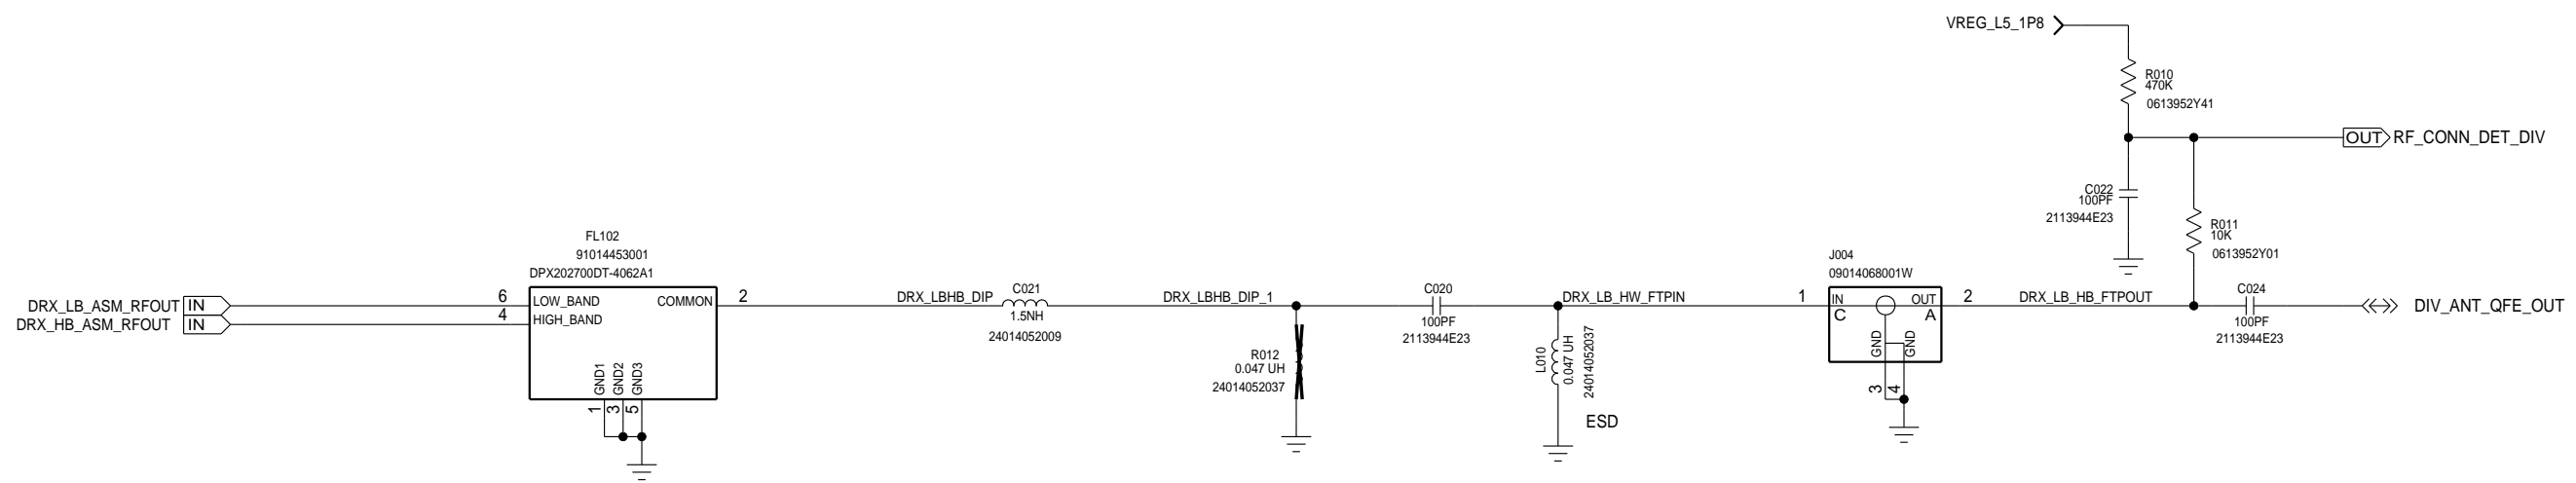 VREG_L5_1P8
R010
470K
0613952Y41
OUT RF_CONN_DET_DIV
C022
100PF
2113944E23
R011
10K
0613952Y01
FL102
91014453001
DPX202700DT-4062A1
DRX_LB_ASM_RFOUT IN
DRX_HB_ASM_RFOUT IN
6
4
LOW_BAND
HIGH_BAND
COMMON
2
GND1
GND2
GND3
1
3
5
DRX_LBHB_DIP
C021
1.5NH
24014052009
DRX_LBHB_DIP_1
R012
0.047 UH
24014052037
C020
100PF
2113944E23
DRX_LB_HW_FTPIN
L010
0.047 UH
24014052037
ESD
J004
09014068001W
1
IN
C
OUT
A
2
GND
GND
3
4
DRX_LB_HB_FTPOUT
C024
100PF
2113944E23
DIV_ANT_QFE_OUT